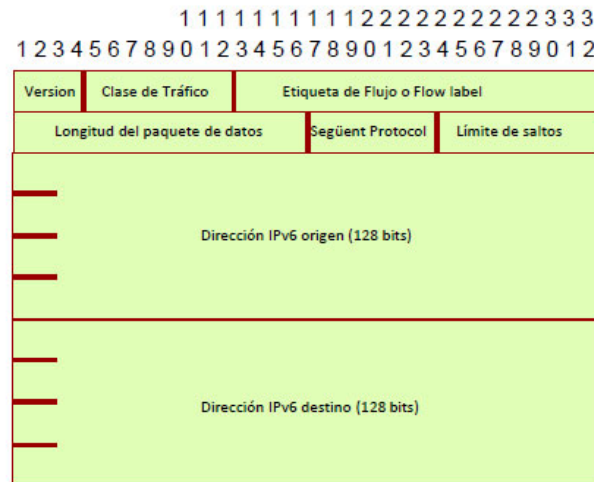 1 1 1 1 1 1 1 1 1 1 2 2 2 2 2 2 2 2 2 2 3 3 3
1 2 3 4 5 6 7 8 9 0 1 2 3 4 5 6 7 8 9 0 1 2 3 4 5 6 7 8 9 0 1 2
Version Clase de Tráfico Etiqueta de Flujo o Flow label
Longitud del paquete de datos Següent Protocol Límite de saltos
Dirección IPv6 origen (128 bits)
Dirección IPv6 destino (128 bits)